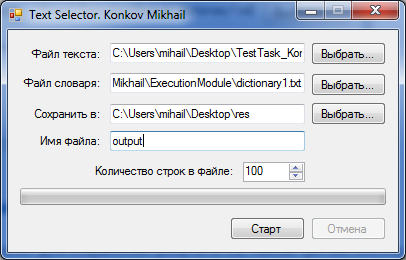 Text Selector. Konkov Mikhail
Файл текста: C:\Users\mihail\Desktop\TestTask_Kon Выбрать...
Файл словаря: Mikhail\ExecutionModule\dictionary1.txt Выбрать...
Сохранить в: C:\Users\mihail\Desktop\res Выбрать...
Имя файла: output
Количество строк в файле: 100
Старт Отмена